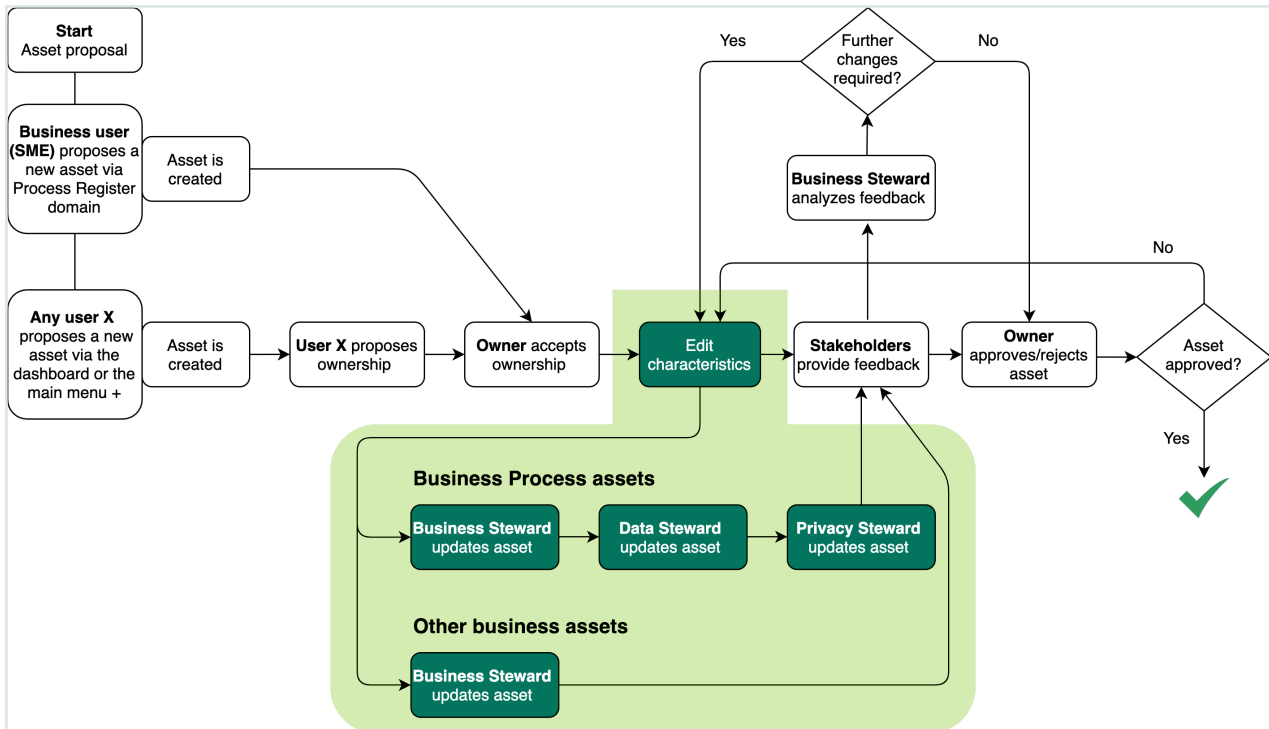 Start
Asset proposal
Business user
(SME) proposes a
new asset via
Process Register
domain
Asset is
created
Any user X
proposes a new
asset via the
dashboard or the
main menu +
Asset is
created
User X proposes
ownership
Owner accepts
ownership
Edit
characteristics
Stakeholders
provide feedback
Business Steward
analyzes feedback
Further
changes
required?
Yes
No
Owner
approves/rejects
asset
Asset
approved?
No
Yes
Business Process assets
Business Steward
updates asset
Data Steward
updates asset
Privacy Steward
updates asset
Other business assets
Business Steward
updates asset